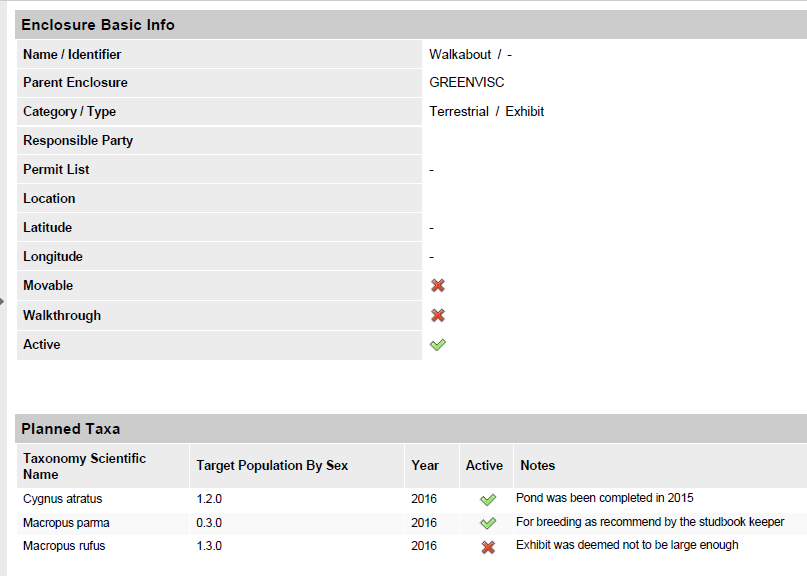 Enclosure Basic Info
Name / Identifier Walkabout / -
Parent Enclosure GREENVISC
Category / Type Terrestrial / Exhibit
Responsible Party
Permit List -
Location
Latitude -
Longitude -
Movable
Walkthrough
Active
Planned Taxa
Taxonomy Scientific
Name Target Population By Sex Year Active Notes
Cygnus atratus 1.2.0 2016 Pond was been completed in 2015
Macropus parma 0.3.0 2016 For breeding as recommend by the studbook keeper
Macropus rufus 1.3.0 2016 Exhibit was deemed not to be large enough